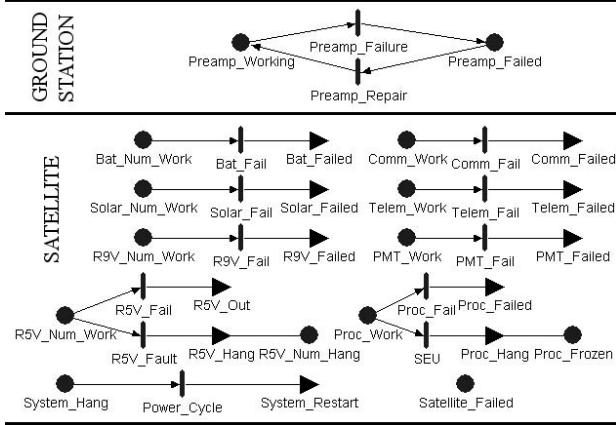 GROUND
STATION
Preamp_Failure
Preamp_Working Preamp_Failed
Preamp_Repair
SATELLITE
Bat_Num_Work Bat_Fail Bat_Failed Comm_Work Comm_Fail Comm_Failed
Solar_Num_Work Solar_Fail Solar_Failed Telem_Work Telem_Fail Telem_Failed
R9V_Num_Work R9V_Fail R9V_Failed PMT_Work PMT_Fail PMT_Failed
R5V_Fail R5V_Out Proc_Fail Proc_Failed
R5V_Num_Work Proc_Work
R5V_Fault R5V_Hang R5V_Num_Hang SEU Proc_Hang Proc_Frozen
System_Hang Power_Cycle System_Restart Satellite_Failed